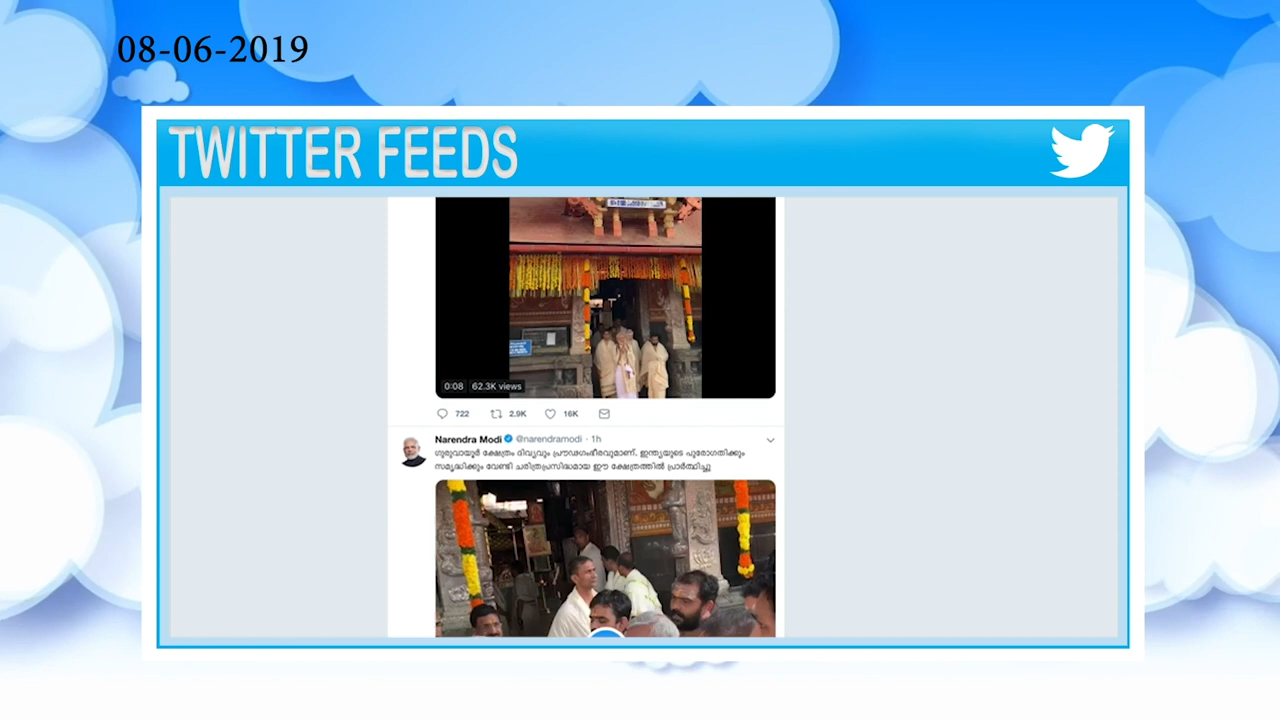 08-06-2019
TWITTER FEEDS
0:08 62.3K views
722 2.9K 16K
Narendra Modi @narendramodi · 1h
ഗുരുവായൂർ ക്ഷേത്രം ദിവ്യവും പ്രൗഢഗംഭീരവുമാണ്. ഇന്ത്യയുടെ പുരോഗതിക്കും
സമൃദ്ധിക്കും വേണ്ടി ചരിത്രപ്രസിദ്ധമായ ഈ ക്ഷേത്രത്തിൽ പ്രാർത്ഥിച്ചു